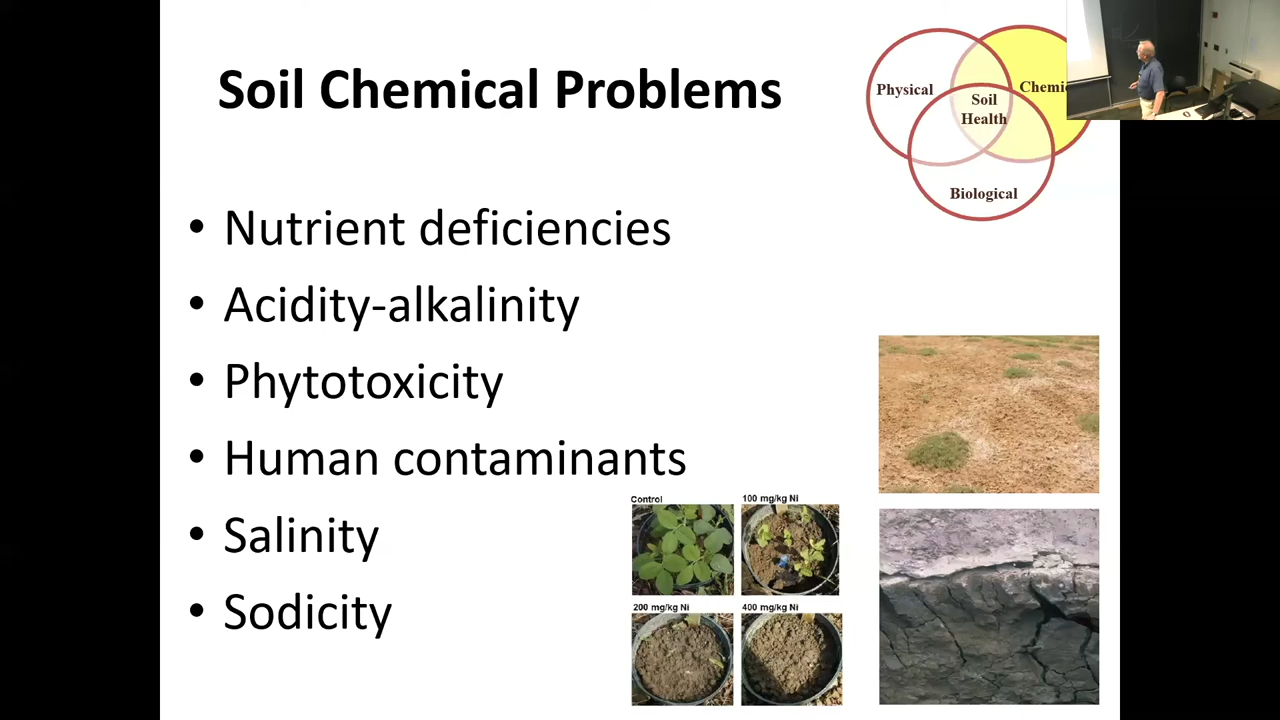 Soil Chemical Problems
Physical
Soil
Health
Biological
• Nutrient deficiencies
• Acidity-alkalinity
• Phytotoxicity
• Human contaminants
• Salinity
• Sodicity
Control
100 mg/kg Ni
200 mg/kg Ni
400 mg/kg Ni